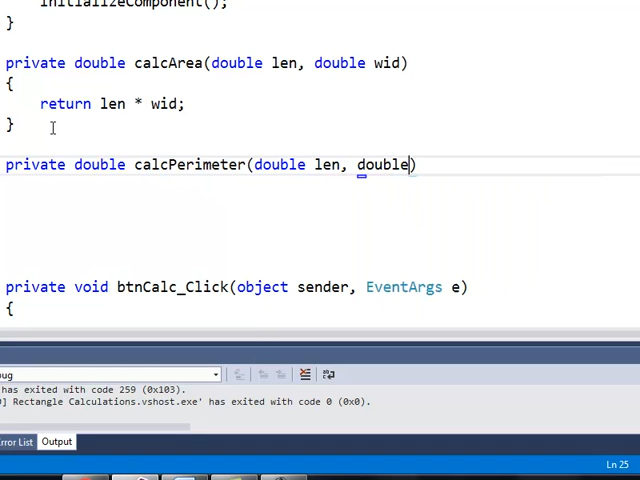 InitializeComponent();
}
private double calcArea(double len, double wid)
{
return len * wid;
}
private double calcPerimeter(double len, double)
private void btnCalc_Click(object sender, EventArgs e)
{
has exited with code 259 (0x103).
] Rectangle Calculations.vshost.exe' has exited with code 0 (0x0).
Error List Output
Ln 25